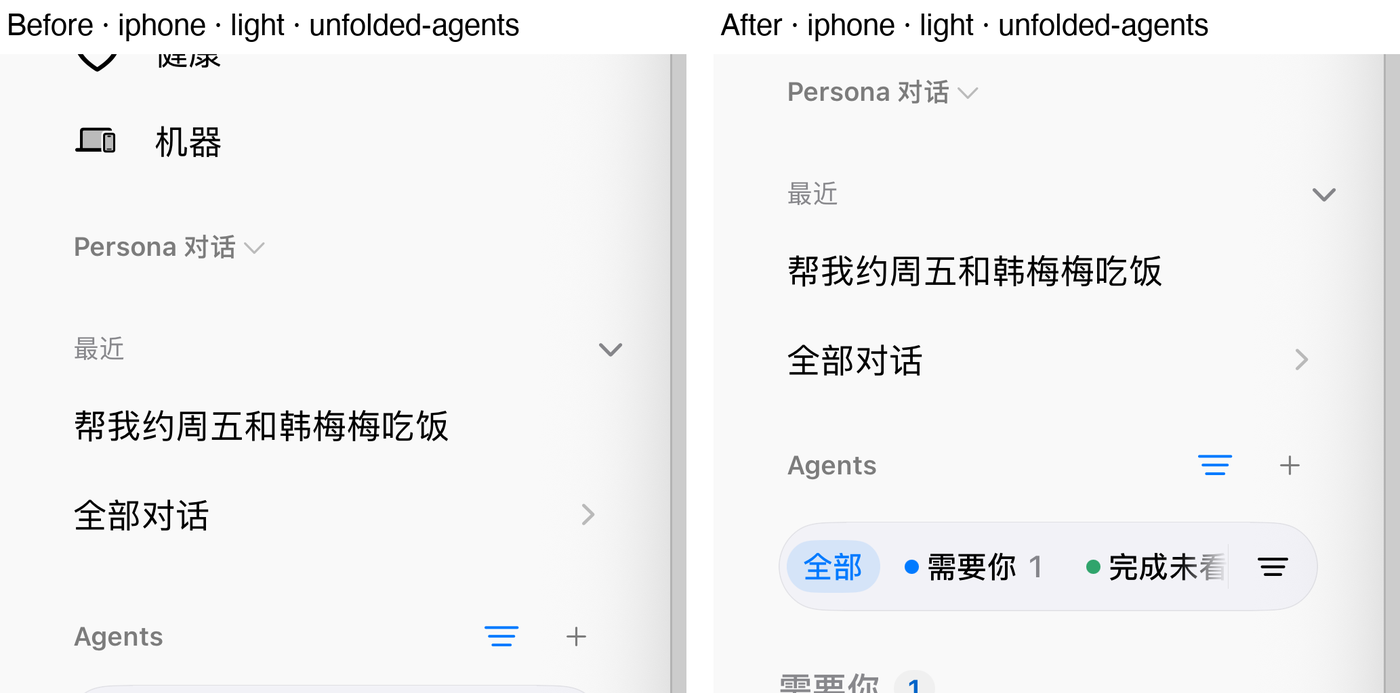 Before · iphone · light · unfolded-agents
健康
机器
Persona 对话
最近
帮我约周五和韩梅梅吃饭
全部对话
Agents
After · iphone · light · unfolded-agents
Persona 对话
最近
帮我约周五和韩梅梅吃饭
全部对话
Agents
全部 需要你 1 完成未看
需要你 1